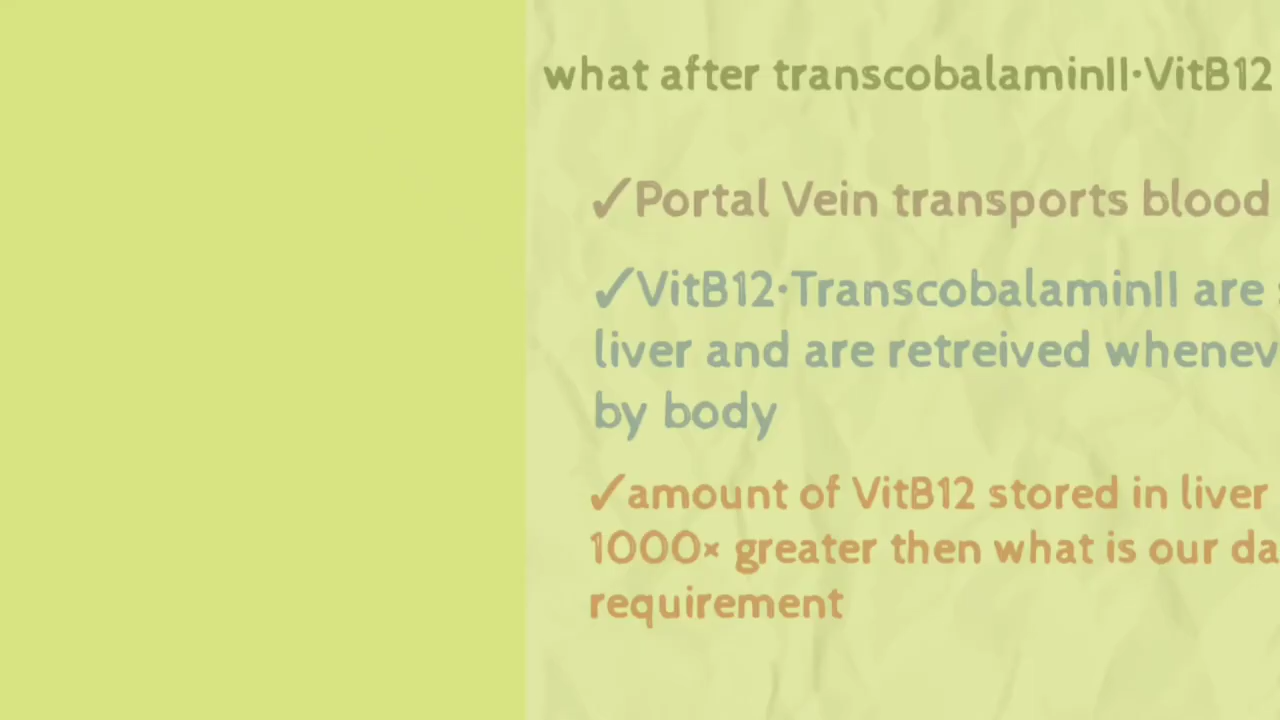 what after transcobalaminII·VitB12
✓Portal Vein transports blood
✓VitB12·TranscobalaminII are
liver and are retreived whenev
by body
✓amount of VitB12 stored in liver
1000× greater then what is our da
requirement